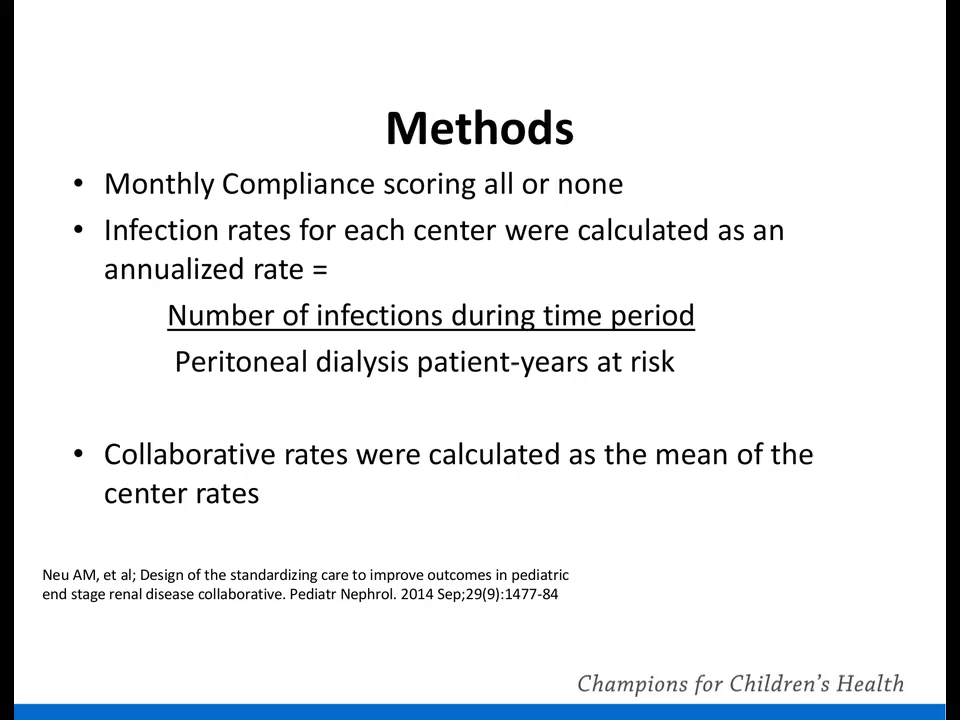 Methods
• Monthly Compliance scoring all or none
• Infection rates for each center were calculated as an
annualized rate =
Number of infections during time period
Peritoneal dialysis patient-years at risk
• Collaborative rates were calculated as the mean of the
center rates
Neu AM, et al; Design of the standardizing care to improve outcomes in pediatric
end stage renal disease collaborative. Pediatr Nephrol. 2014 Sep;29(9):1477-84
Champions for Children's Health